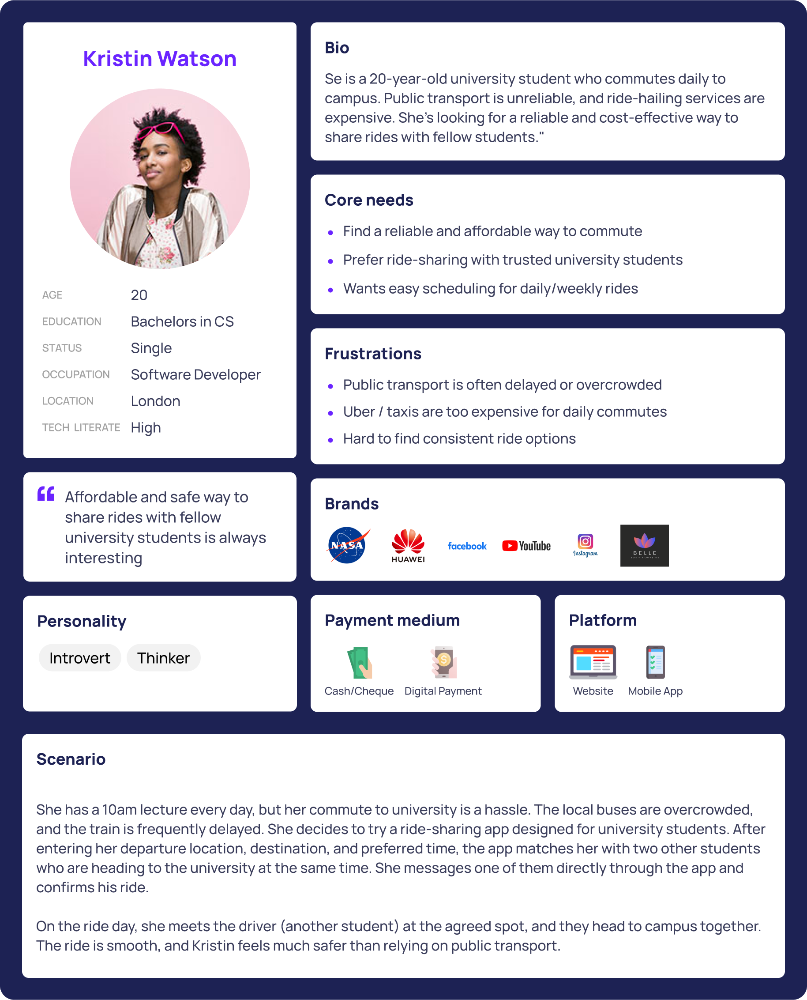 Kristin Watson
AGE 20
EDUCATION Bachelors in CS
STATUS Single
OCCUPATION Software Developer
LOCATION London
TECH LITERATE High
Affordable and safe way to
share rides with fellow
university students is always
interesting
Personality
Introvert Thinker
Bio
Se is a 20-year-old university student who commutes daily to
campus. Public transport is unreliable, and ride-hailing services are
expensive. She's looking for a reliable and cost-effective way to
share rides with fellow students."
Core needs
• Find a reliable and affordable way to commute
• Prefer ride-sharing with trusted university students
• Wants easy scheduling for daily/weekly rides
Frustrations
• Public transport is often delayed or overcrowded
• Uber / taxis are too expensive for daily commutes
• Hard to find consistent ride options
Brands
NASA
HUAWEI
facebook
YouTube
Instagram
BELLE
BEAUTY & COSMETICS
Payment medium
$
Cash/Cheque Digital Payment
Platform
Website Mobile App
Scenario
She has a 10am lecture every day, but her commute to university is a hassle. The local buses are overcrowded,
and the train is frequently delayed. She decides to try a ride-sharing app designed for university students. After
entering her departure location, destination, and preferred time, the app matches her with two other students
who are heading to the university at the same time. She messages one of them directly through the app and
confirms his ride.
On the ride day, she meets the driver (another student) at the agreed spot, and they head to campus together.
The ride is smooth, and Kristin feels much safer than relying on public transport.